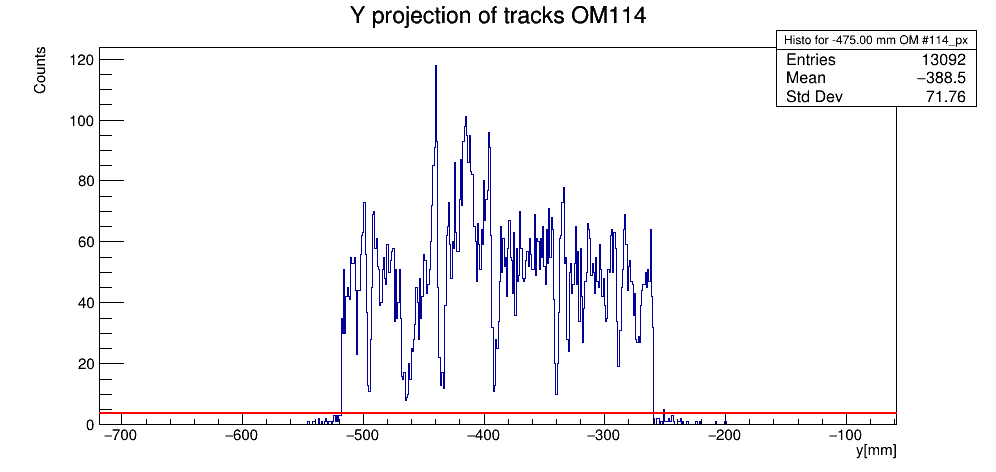 Y projection of tracks OM114
Histo for -475.00 mm OM #114_px
Entries 13092
Mean −388.5
Std Dev 71.76
Counts
120
100
80
60
40
20
0
−700 −600 −500 −400 −300 −200 −100
y[mm]